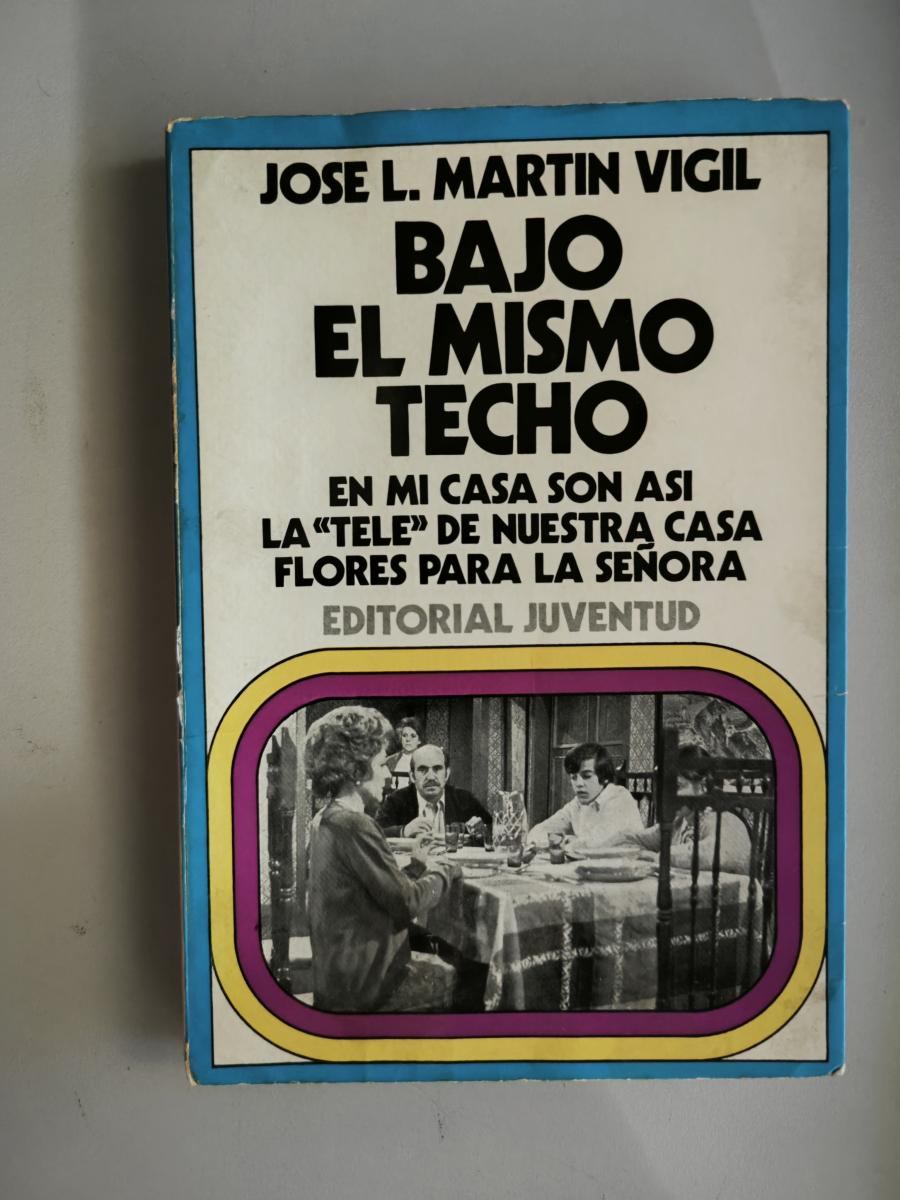 JOSE L. MARTIN VIGIL
BAJO
EL MISMO
TECHO
EN MI CASA SON ASI
LA “TELE” DE NUESTRA CASA
FLORES PARA LA SEÑORA
EDITORIAL JUVENTUD